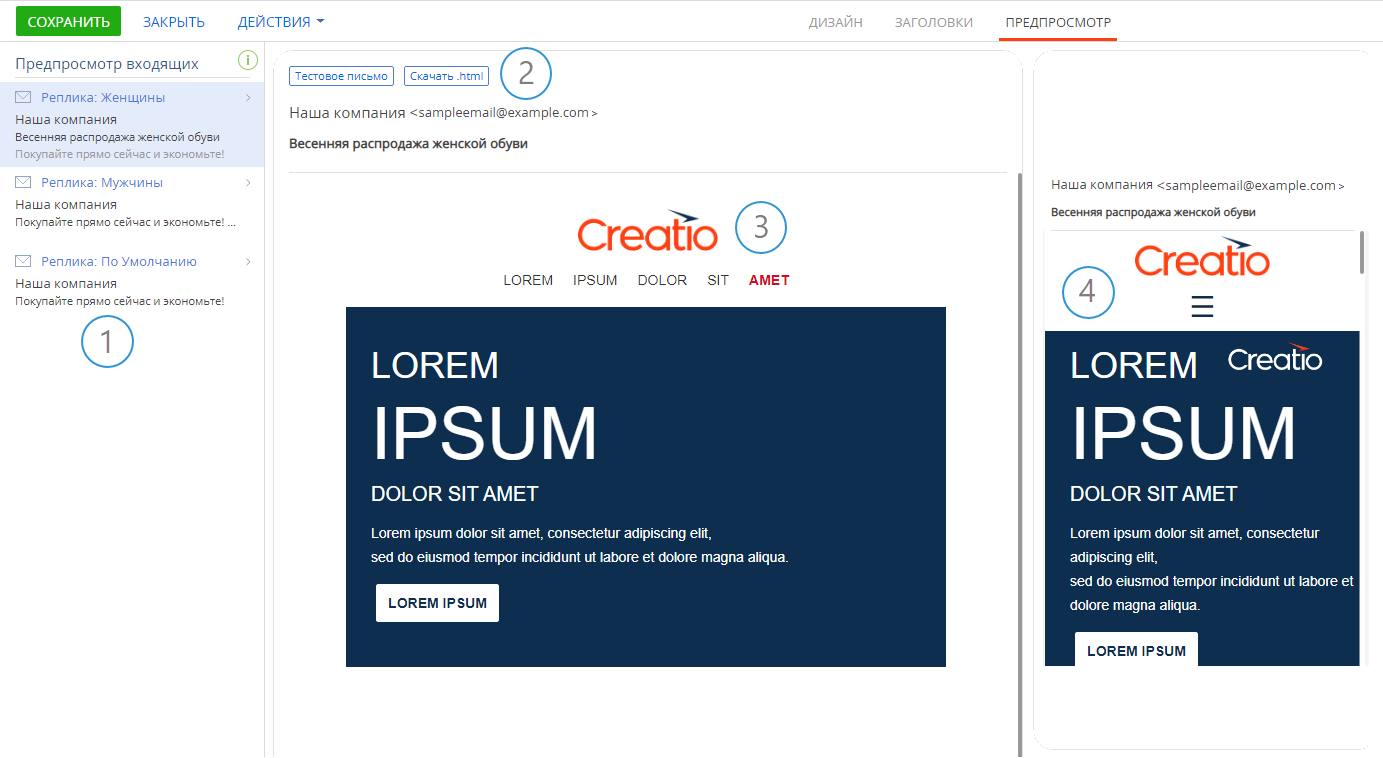 СОХРАНИТЬ ЗАКРЫТЬ ДЕЙСТВИЯ ДИЗАЙН ЗАГОЛОВКИ ПРЕДПРОСМОТР
Предпросмотр входящих i
Реплика: Женщины
Наша компания
Весенняя распродажа женской обуви
Покупайте прямо сейчас и экономьте!
Реплика: Мужчины
Наша компания
Покупайте прямо сейчас и экономьте! ...
Реплика: По Умолчанию
Наша компания
Покупайте прямо сейчас и экономьте!
1
Тестовое письмо Скачать .html 2
Наша компания <sampleemail@example.com >
Весенняя распродажа женской обуви
Creatio 3
LOREM IPSUM DOLOR SIT AMET
LOREM
IPSUM
DOLOR SIT AMET
Lorem ipsum dolor sit amet, consectetur adipiscing elit,
sed do eiusmod tempor incididunt ut labore et dolore magna aliqua.
LOREM IPSUM
Наша компания <sampleemail@example.com >
Весенняя распродажа женской обуви
Creatio
4
LOREM Creatio
IPSUM
DOLOR SIT AMET
Lorem ipsum dolor sit amet, consectetur
adipiscing elit,
sed do eiusmod tempor incididunt ut labore et
dolore magna aliqua.
LOREM IPSUM